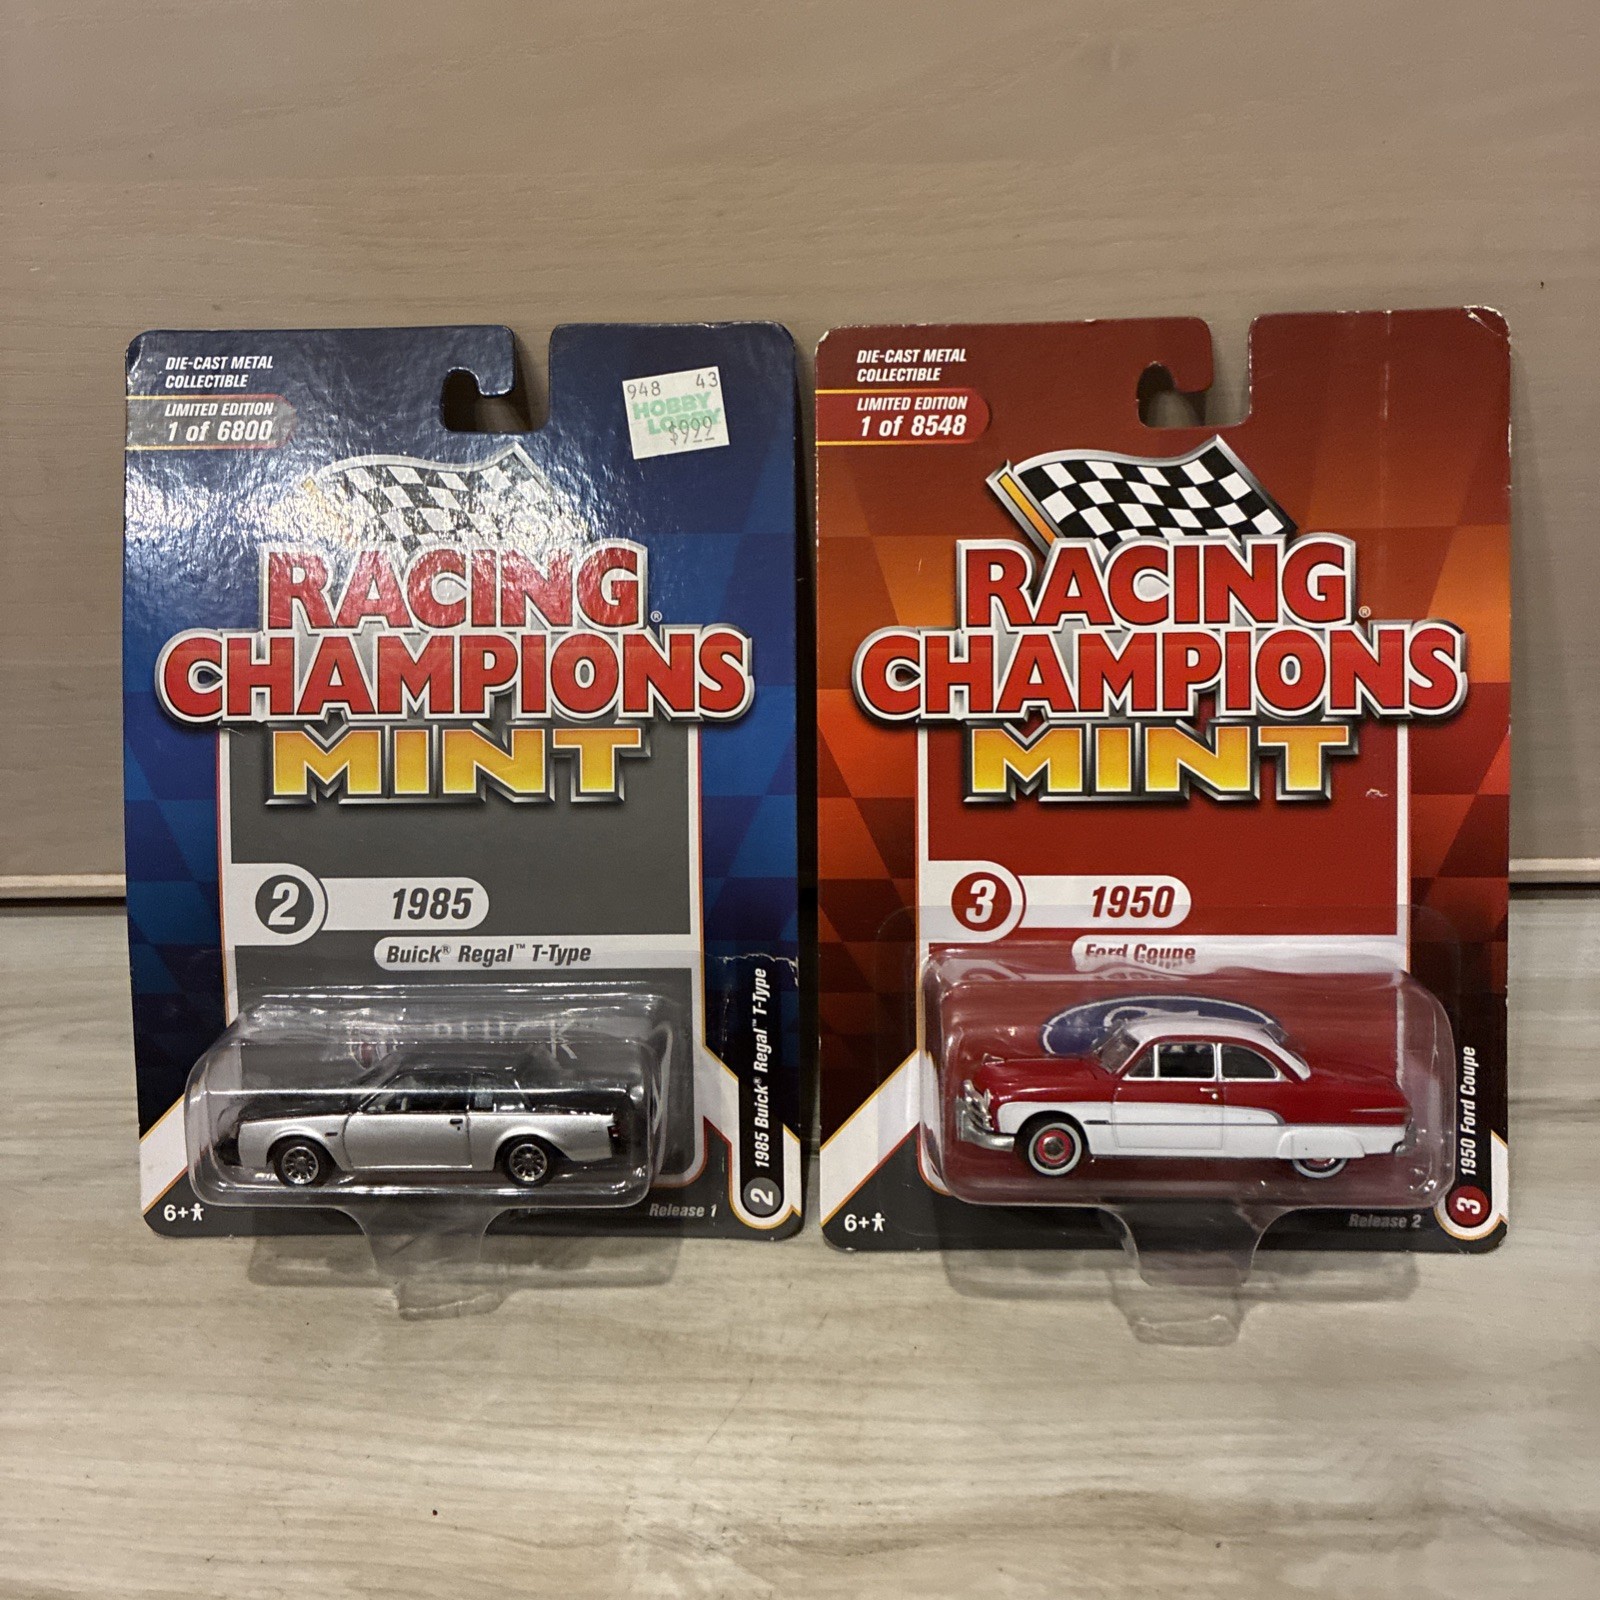 DIE-CAST METAL
COLLECTIBLE
LIMITED EDITION
1 of 6800
948 43
HOBBY
LOBBY
$9.99
RACING
CHAMPIONS®
MINT
2 1985
Buick® Regal™ T-Type
BUICK
6+
Release 1
2 1985 Buick® Regal™ T-Type
DIE-CAST METAL
COLLECTIBLE
LIMITED EDITION
1 of 8548
RACING
CHAMPIONS®
MINT
3 1950
Ford Coupe
6+
Release 2
3 1950 Ford Coupe